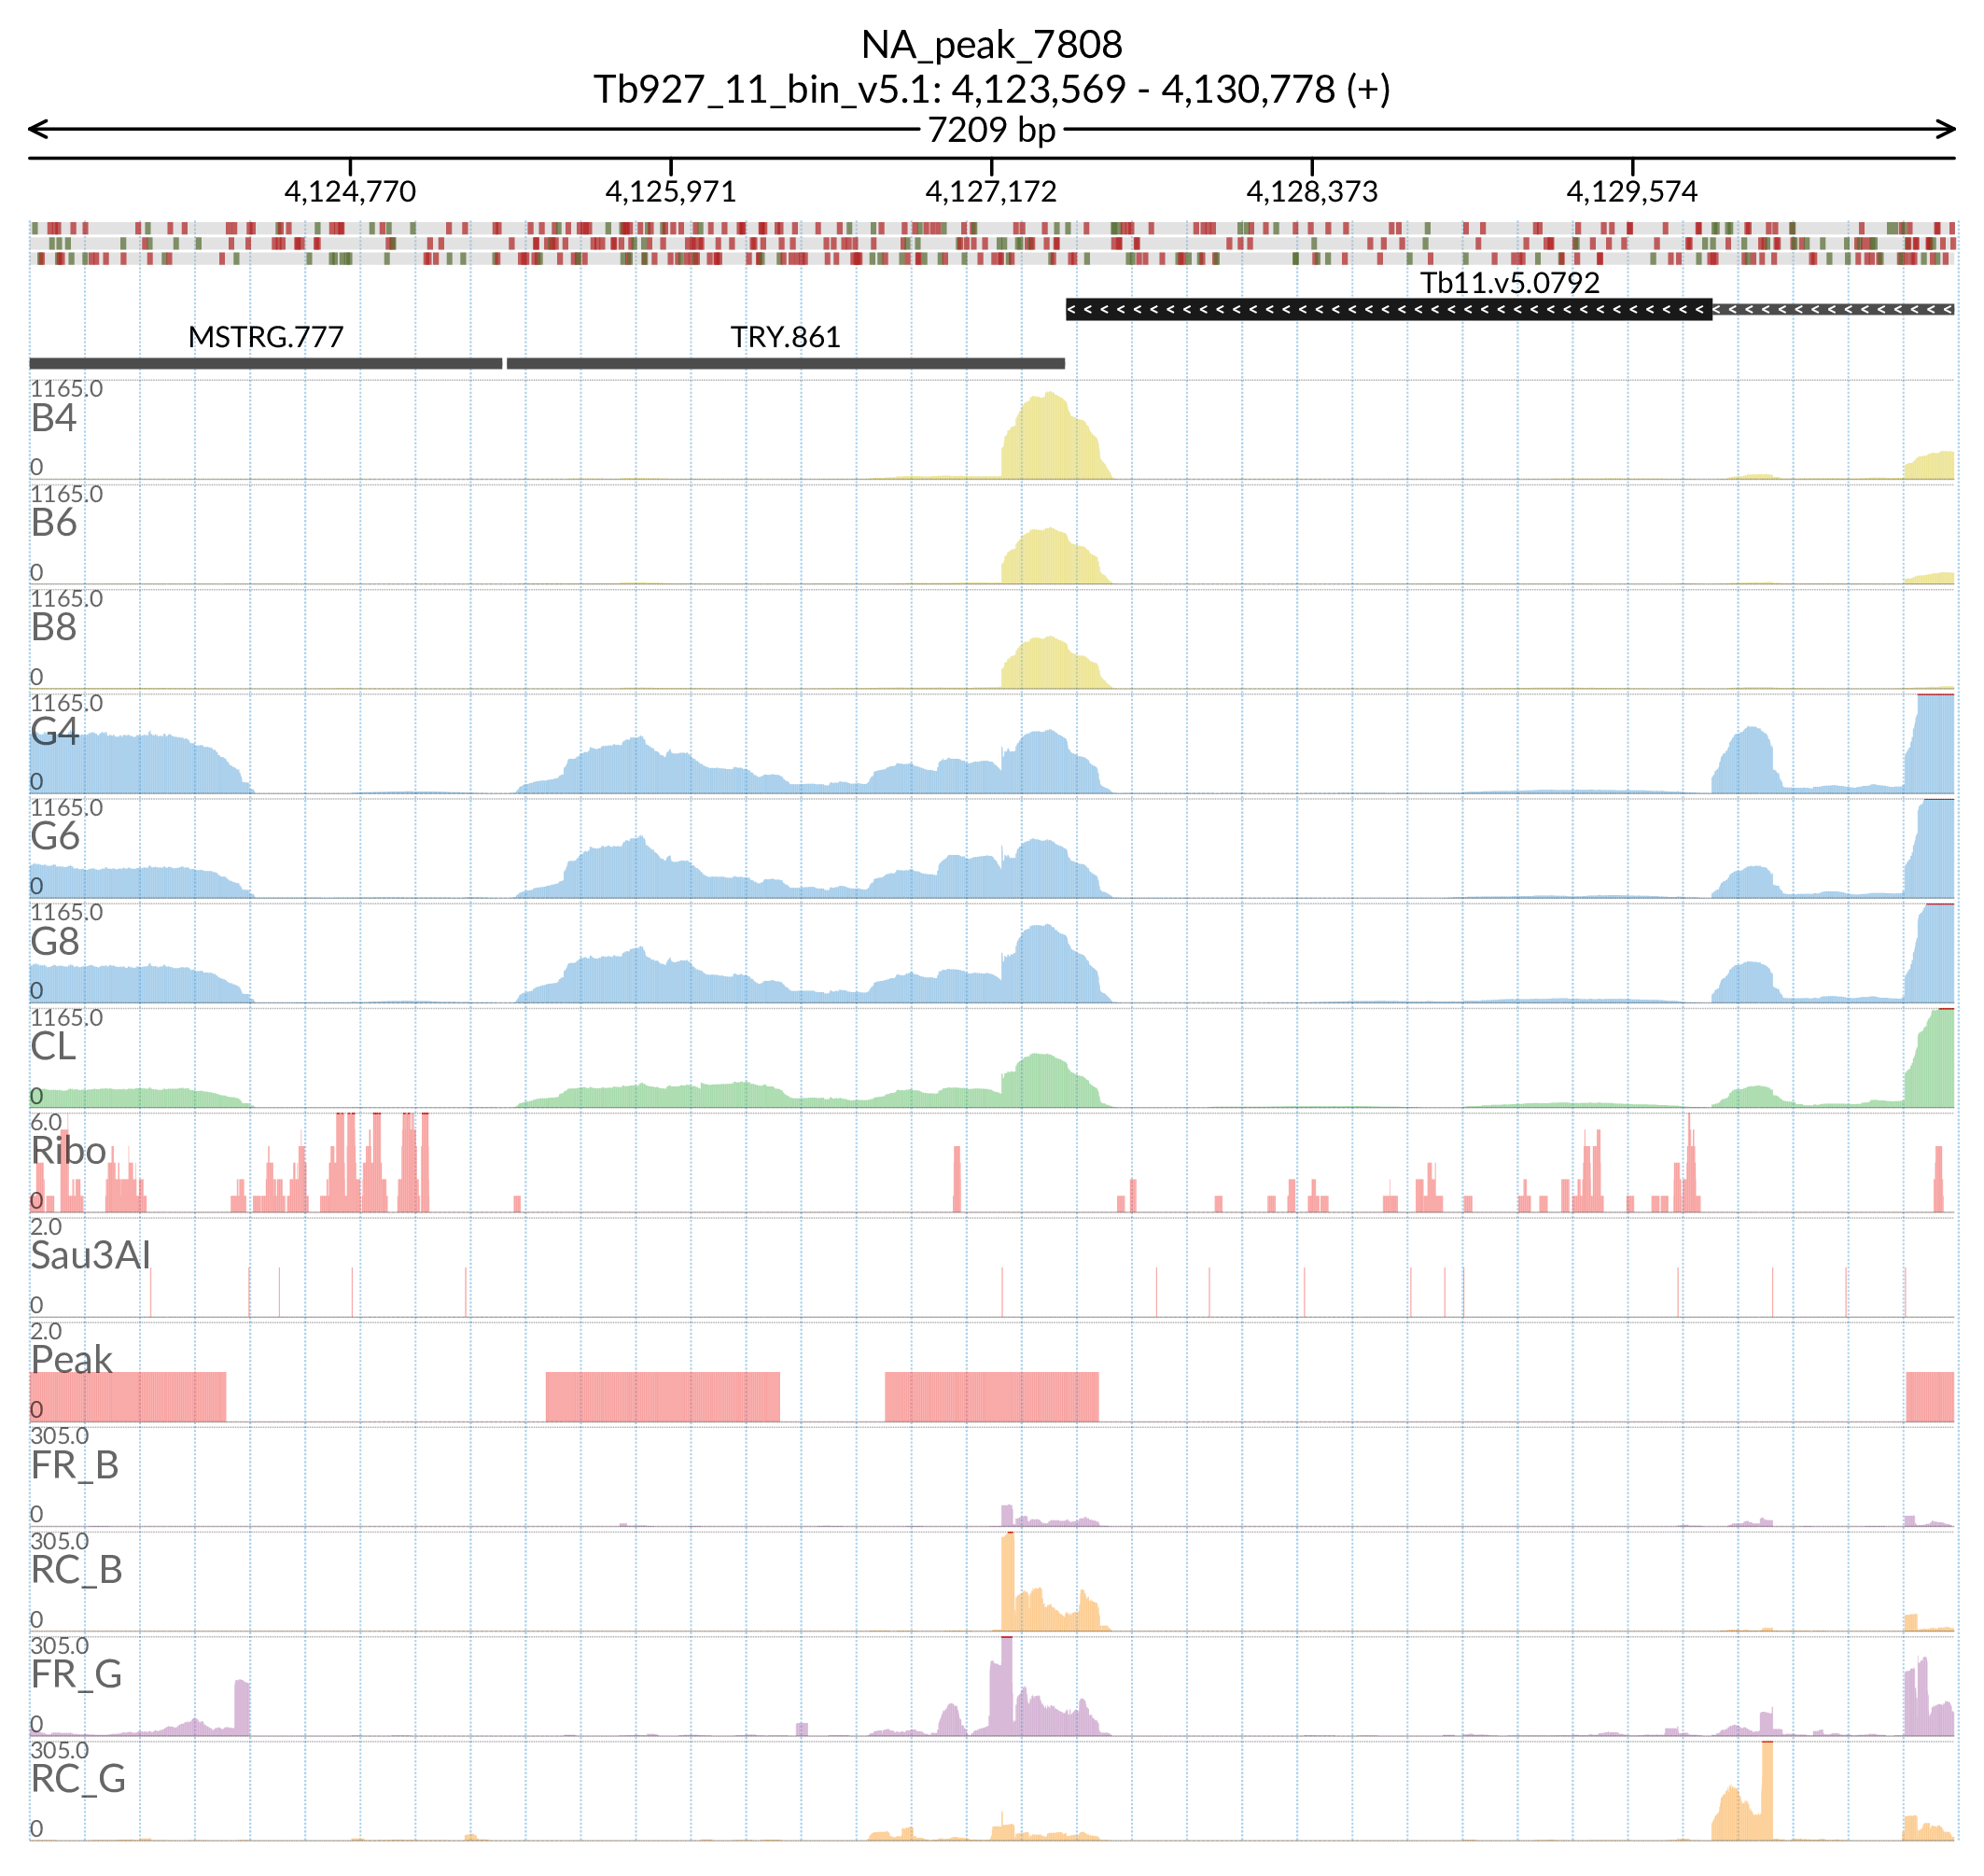 NA_peak_7808
Tb927_11_bin_v5.1: 4,123,569 - 4,130,778 (+)
7209 bp
4,124,770 4,125,971 4,127,172 4,128,373 4,129,574
Tb11.v5.0792
MSTRG.777 TRY.861
1165.0
B4
0
1165.0
B6
0
1165.0
B8
0
1165.0
G4
0
1165.0
G6
0
1165.0
G8
0
1165.0
CL
0
6.0
Ribo
0
2.0
Sau3AI
0
2.0
Peak
0
305.0
FR_B
0
305.0
RC_B
0
305.0
FR_G
0
305.0
RC_G
0